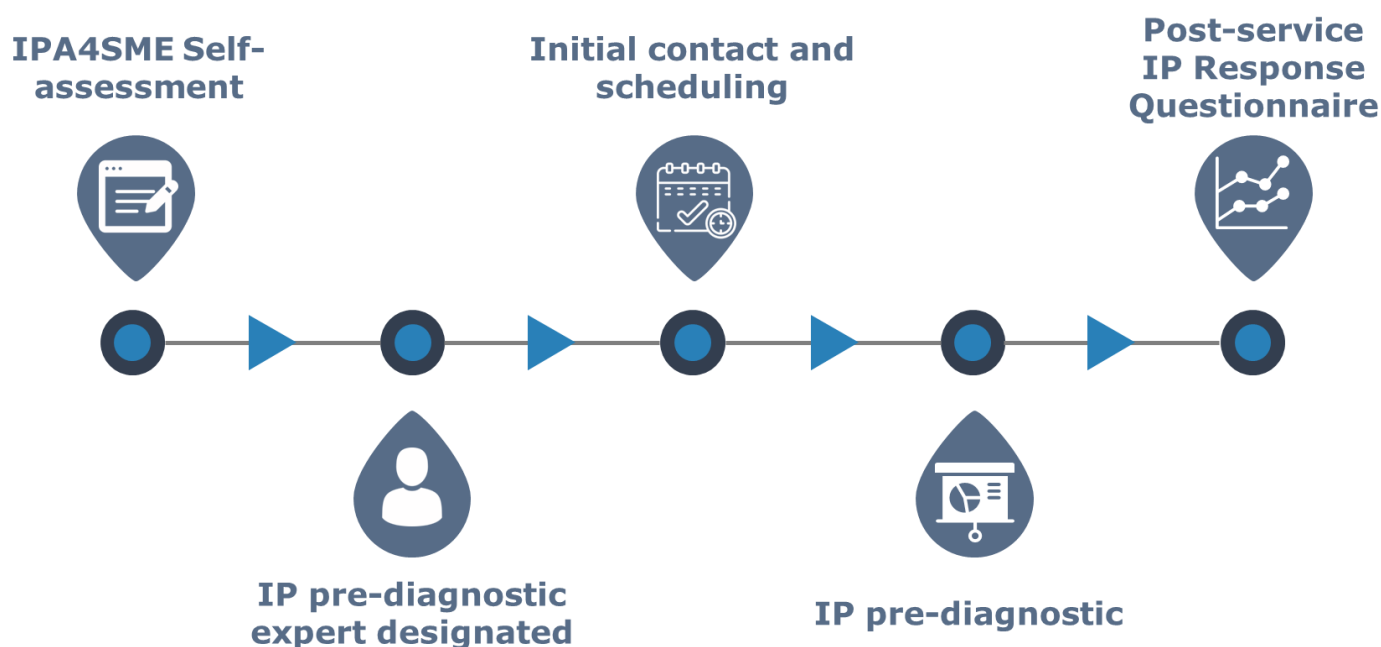 IPA4SME Self-
assessment
Initial contact and
scheduling
Post-service
IP Response
Questionnaire
IP pre-diagnostic
expert designated
IP pre-diagnostic